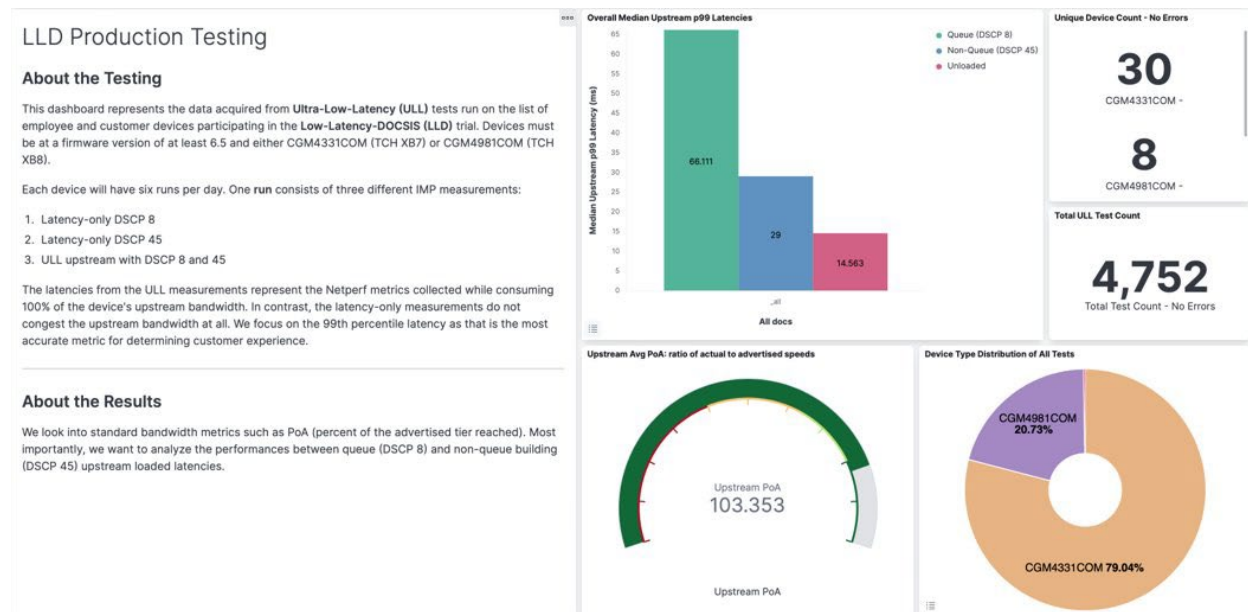 LLD Production Testing
About the Testing
This dashboard represents the data acquired from Ultra-Low-Latency (ULL) tests run on the list of
employee and customer devices participating in the Low-Latency-DOCSIS (LLD) trial. Devices must
be at a firmware version of at least 6.5 and either CGM4331COM (TCH XB7) or CGM4981COM (TCH
XB8).
Each device will have six runs per day. One run consists of three different IMP measurements:
1. Latency-only DSCP 8
2. Latency-only DSCP 45
3. ULL upstream with DSCP 8 and 45
The latencies from the ULL measurements represent the Netperf metrics collected while consuming
100% of the device's upstream bandwidth. In contrast, the latency-only measurements do not
congest the upstream bandwidth at all. We focus on the 99th percentile latency as that is the most
accurate metric for determining customer experience.
About the Results
We look into standard bandwidth metrics such as PoA (percent of the advertised tier reached). Most
importantly, we want to analyze the performances between queue (DSCP 8) and non-queue building
(DSCP 45) upstream loaded latencies.
Overall Median Upstream p99 Latencies
Median Upstream p99 Latency (ms)
65
60
55
50
45
40
35
30
25
20
15
10
5
0
66.111
29
14.563
_all
All docs
Queue (DSCP 8)
Non-Queue (DSCP 45)
Unloaded
Unique Device Count - No Errors
30
CGM4331COM -
8
CGM4981COM -
Total ULL Test Count
4,752
Total Test Count - No Errors
Upstream Avg PoA: ratio of actual to advertised speeds
Upstream PoA
103.353
Upstream PoA
Device Type Distribution of All Tests
CGM4981COM
20.73%
CGM4331COM 79.04%